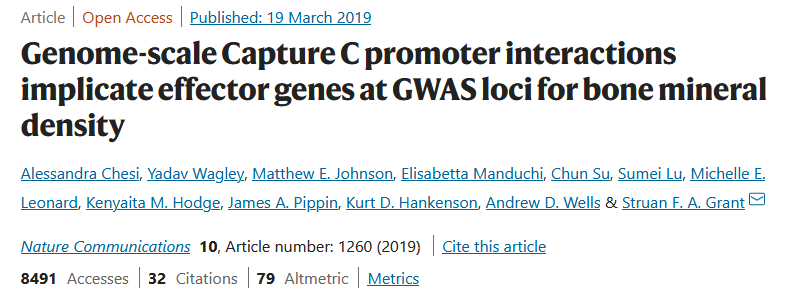 Article | Open Access | Published: 19 March 2019
Genome-scale Capture C promoter interactions
implicate effector genes at GWAS loci for bone mineral
density
Alessandra Chesi, Yadav Wagley, Matthew E. Johnson, Elisabetta Manduchi, Chun Su, Sumei Lu, Michelle E.
Leonard, Kenyaita M. Hodge, James A. Pippin, Kurt D. Hankenson, Andrew D. Wells & Struan F. A. Grant
Nature Communications 10, Article number: 1260 (2019) | Cite this article
8491 Accesses | 32 Citations | 79 Altmetric | Metrics